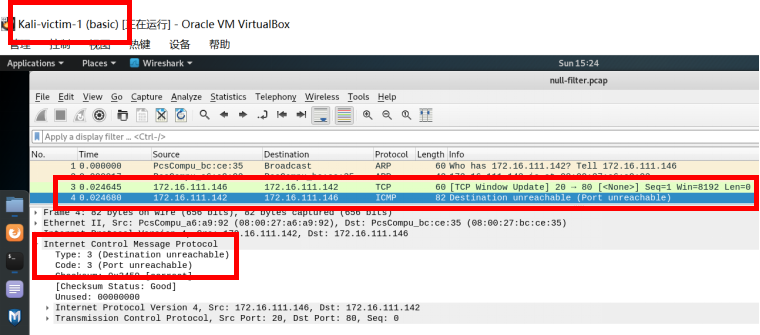 Kali-victim-1 (basic) [正在运行] - Oracle VM VirtualBox
管理 控制 视图 热键 设备 帮助
Applications Places Wireshark Sun 15:24
null-filter.pcap
File Edit View Go Capture Analyze Statistics Telephony Wireless Tools Help
Apply a display filter ... <Ctrl-/>
No. Time Source Destination Protocol Length Info
1 0.000000 PcsCompu_bc:ce:35 Broadcast ARP 60 Who has 172.16.111.142? Tell 172.16.111.146
3 0.024645 172.16.111.146 172.16.111.142 TCP 60 [TCP Window Update] 20 → 80 [<None>] Seq=1 Win=8192 Len=0
4 0.024680 172.16.111.142 172.16.111.146 ICMP 82 Destination unreachable (Port unreachable)
Frame 4: 82 bytes on wire (656 bits), 82 bytes captured (656 bits)
Ethernet II, Src: PcsCompu_a6:a9:92 (08:00:27:a6:a9:92), Dst: PcsCompu_bc:ce:35 (08:00:27:bc:ce:35)
Internet Protocol Version 4, Src: 172.16.111.142, Dst: 172.16.111.146
Internet Control Message Protocol
Type: 3 (Destination unreachable)
Code: 3 (Port unreachable)
[Checksum Status: Good]
Unused: 00000000
Internet Protocol Version 4, Src: 172.16.111.146, Dst: 172.16.111.142
Transmission Control Protocol, Src Port: 20, Dst Port: 80, Seq: 0